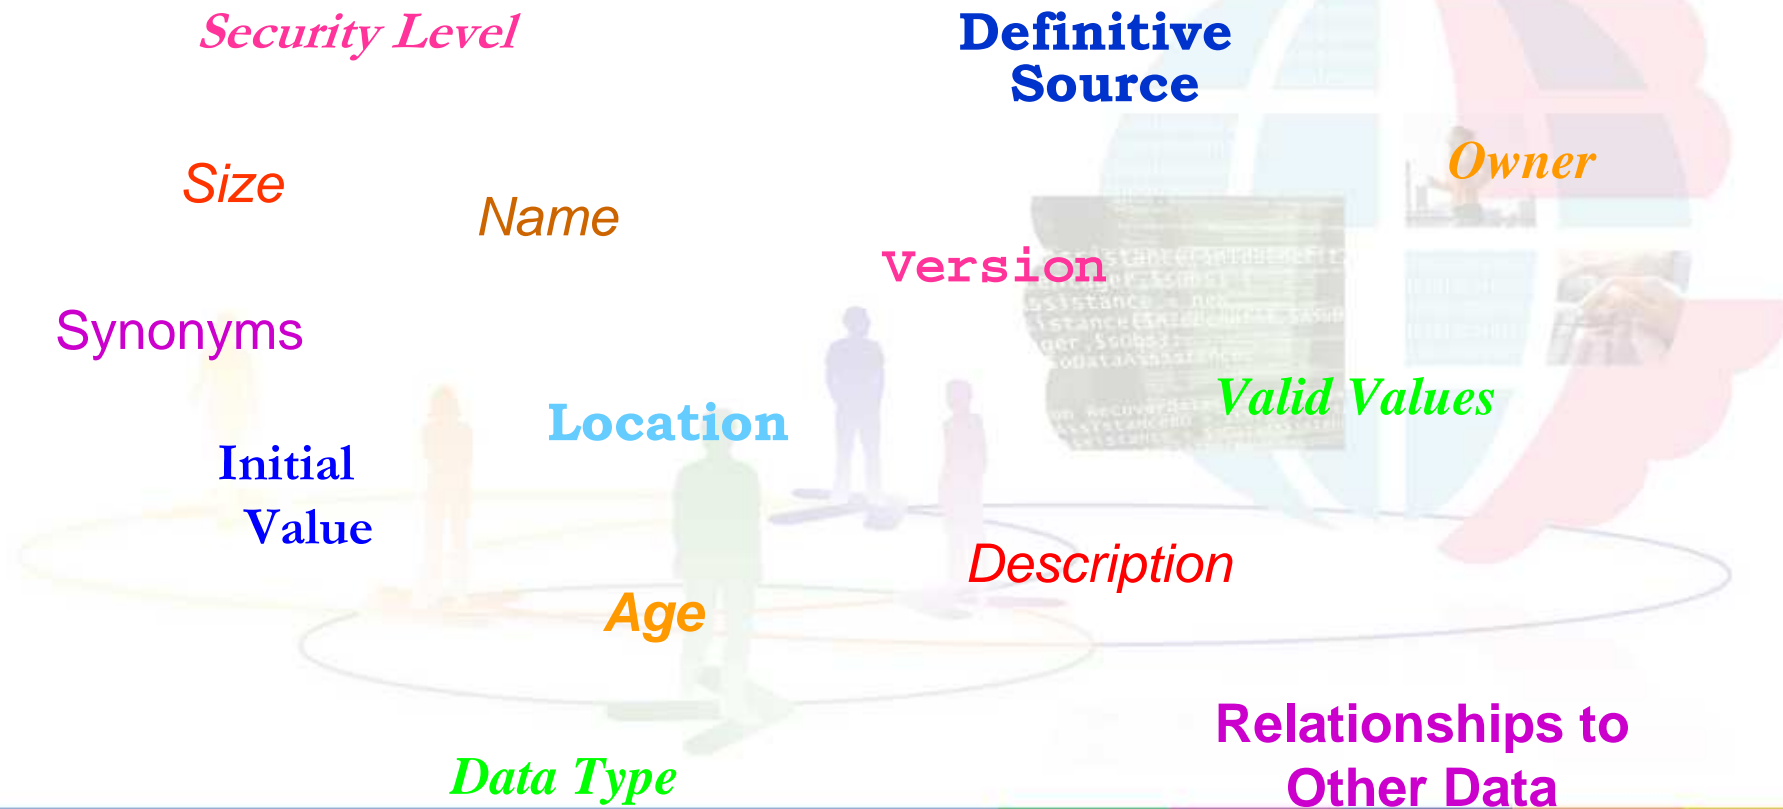 Security Level
Definitive
Source
Owner
Size
Name
Version
Synonyms
Valid Values
Location
Initial
Value
Description
Age
Relationships to
Other Data
Data Type